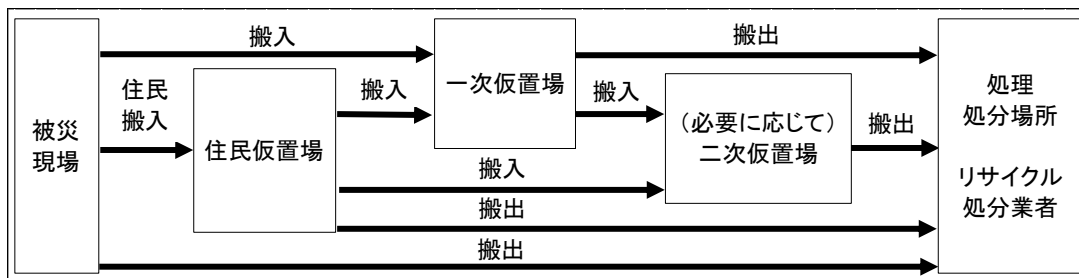 被災
現場
搬入
住民
搬入
住民仮置場
搬入
一次仮置場
搬入
搬出
（必要に応じて）
二次仮置場
搬出
搬入
搬出
搬出
処理
処分場所
リサイクル
処分業者